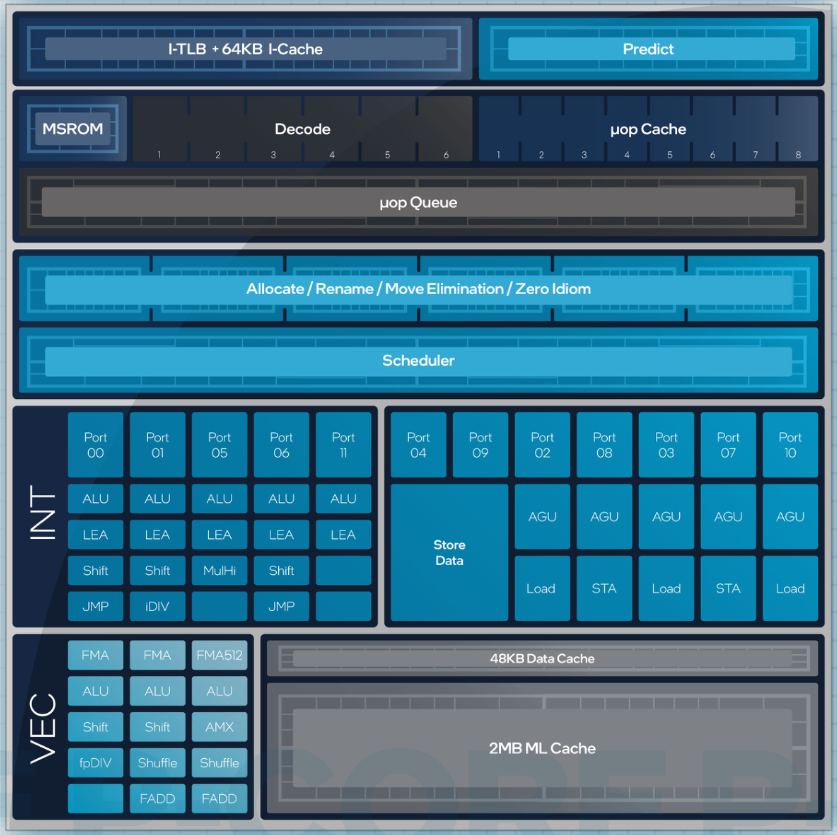 I-TLB + 64KB I-Cache
Predict
MSROM
Decode
µop Cache
1 2 3 4 5 6
1 2 3 4 5 6 7 8
µop Queue
Allocate / Rename / Move Elimination / Zero Idiom
Scheduler
INT
Port 00
Port 01
Port 05
Port 06
Port 11
ALU ALU ALU ALU ALU
LEA LEA LEA LEA LEA
Shift Shift MulHi Shift
JMP iDIV JMP
Port 04
Port 09
Port 02
Port 08
Port 03
Port 07
Port 10
Store
Data
AGU AGU AGU AGU AGU
Load STA Load STA Load
VEC
FMA FMA FMA512
ALU ALU ALU
Shift Shift AMX
fpDIV Shuffle Shuffle
FADD FADD
48KB Data Cache
2MB ML Cache